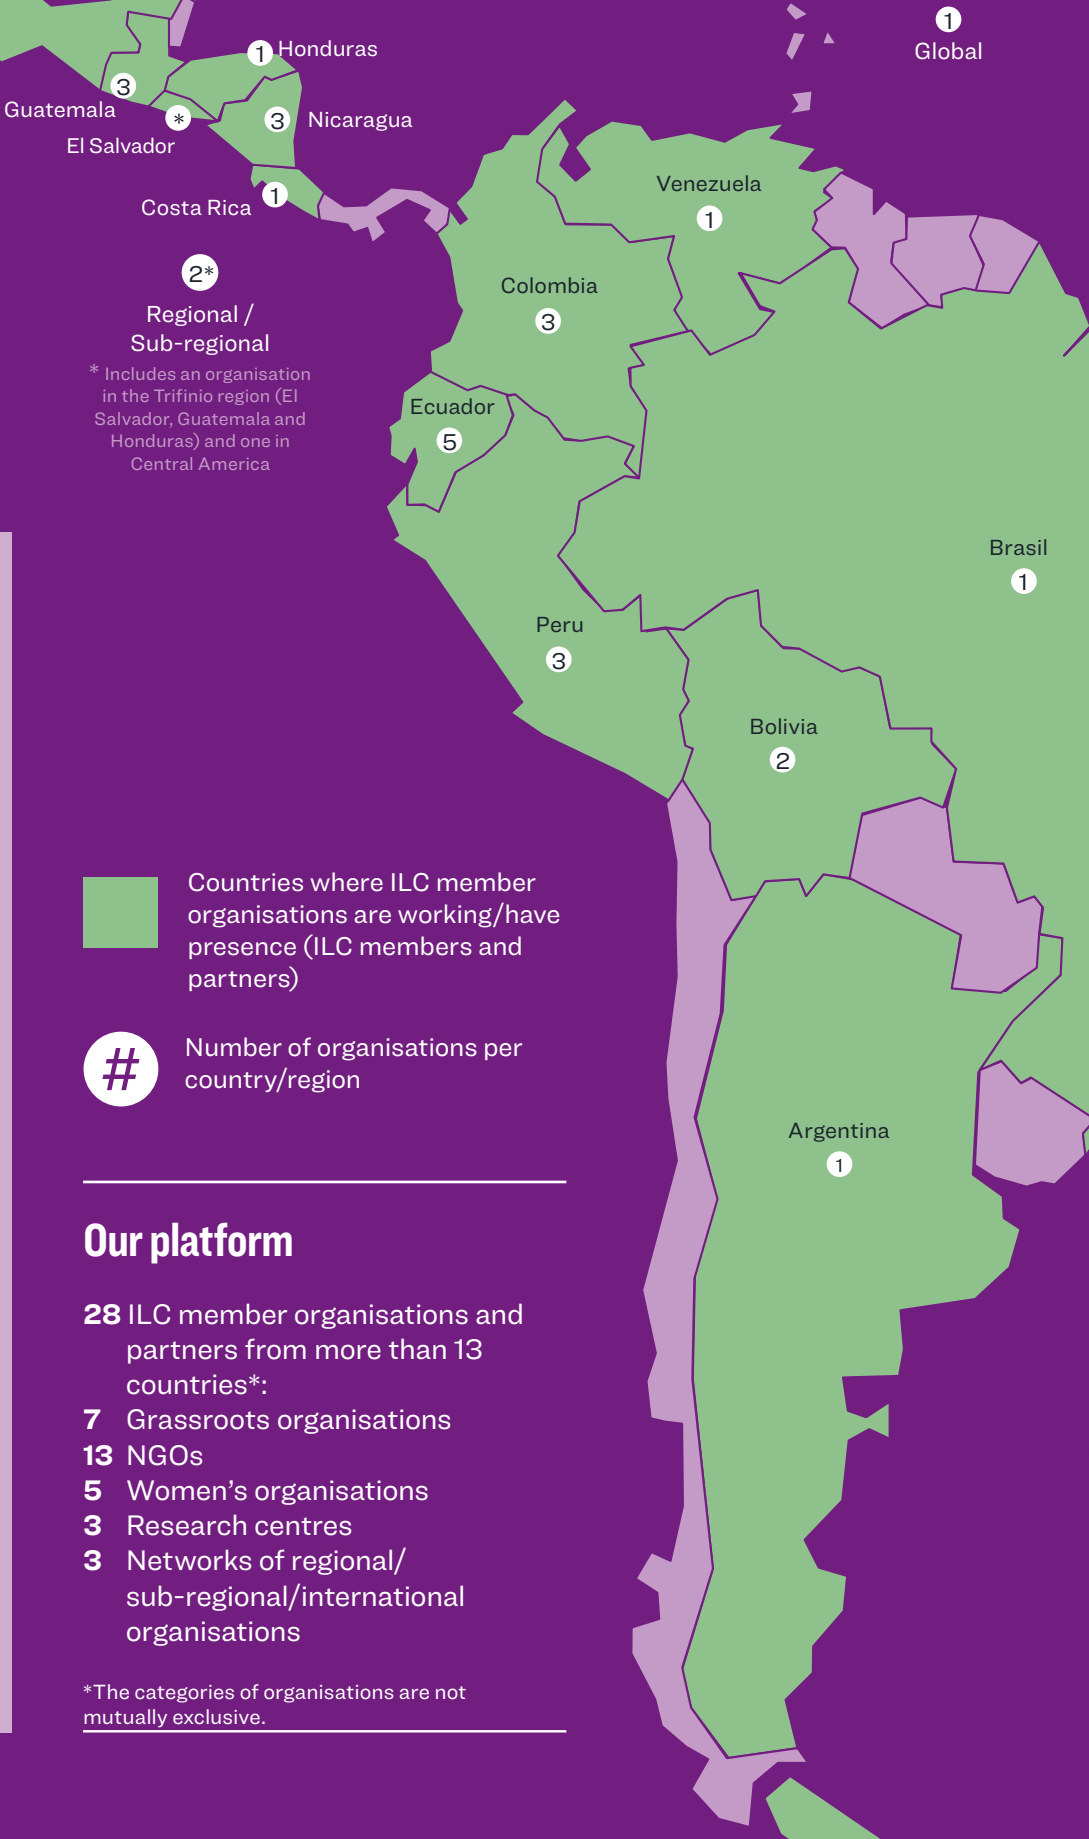 1
Global
1 Honduras
3
Guatemala
*
El Salvador
3 Nicaragua
Costa Rica 1
2*
Regional /
Sub-regional
* Includes an organisation
in the Trifinio region (El
Salvador, Guatemala and
Honduras) and one in
Central America
Venezuela
1
Colombia
3
Ecuador
5
Brasil
1
Peru
3
Bolivia
2
Argentina
1
Countries where ILC member
organisations are working/have
presence (ILC members and
partners)
#
Number of organisations per
country/region
Our platform
28 ILC member organisations and
partners from more than 13
countries*:
7 Grassroots organisations
13 NGOs
5 Women’s organisations
3 Research centres
3 Networks of regional/
sub-regional/international
organisations
*The categories of organisations are not
mutually exclusive.